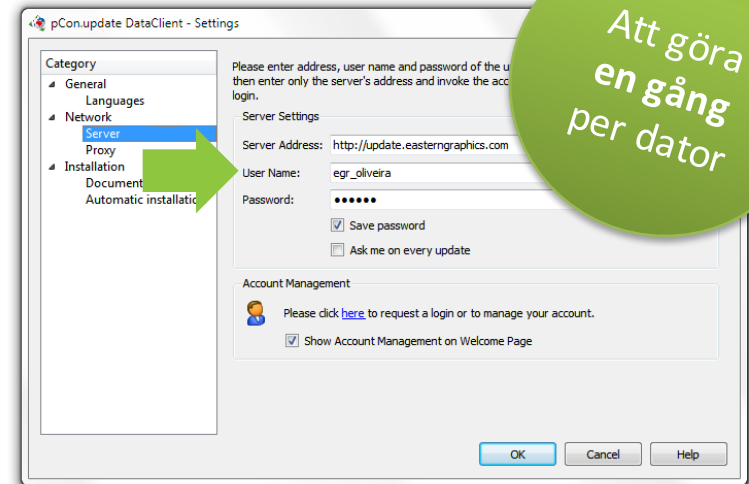 pCon.update DataClient - Settings
Att göra
en gång
per dator
Category
General
Languages
Network
Server
Proxy
Installation
Document
Automatic installatio
Please enter address, user name and password of the u
then enter only the server's address and invoke the acc
login.
Server Settings
Server Address: http://update.easterngraphics.com
User Name: egr_oliveira
Password: ••••••
Save password
Ask me on every update
Account Management
Please click here to request a login or to manage your account.
Show Account Management on Welcome Page
OK Cancel Help